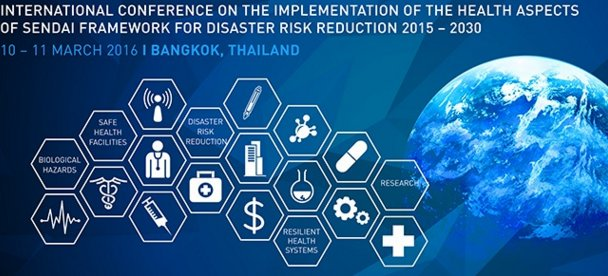 INTERNATIONAL CONFERENCE ON THE IMPLEMENTATION OF THE HEALTH ASPECTS
OF SENDAI FRAMEWORK FOR DISASTER RISK REDUCTION 2015 – 2030
10 – 11 MARCH 2016 I BANGKOK, THAILAND
SAFE
HEALTH
FACILITIES
DISASTER
RISK
REDUCTION
BIOLOGICAL
HAZARDS
RESEARCH
$
RESILIENT
HEALTH
SYSTEMS